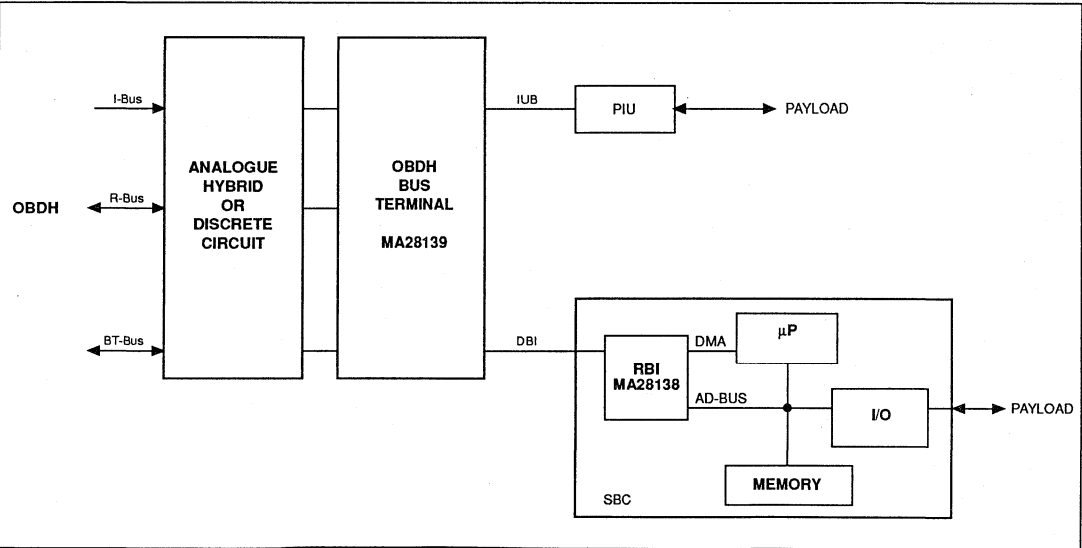 OBDH
I-Bus
R-Bus
BT-Bus
ANALOGUE
HYBRID
OR
DISCRETE
CIRCUIT
OBDH
BUS
TERMINAL
MA28139
IUB
PIU
PAYLOAD
DBI
RBI
MA28138
DMA
AD-BUS
µP
I/O
MEMORY
SBC
PAYLOAD